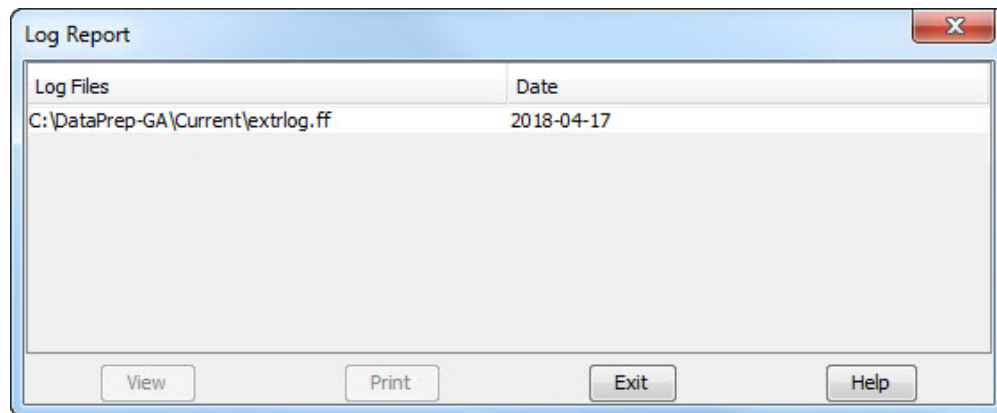 Log Report
Log Files Date
C:\DataPrep-GA\Current\extrlog.ff 2018-04-17
View Print Exit Help